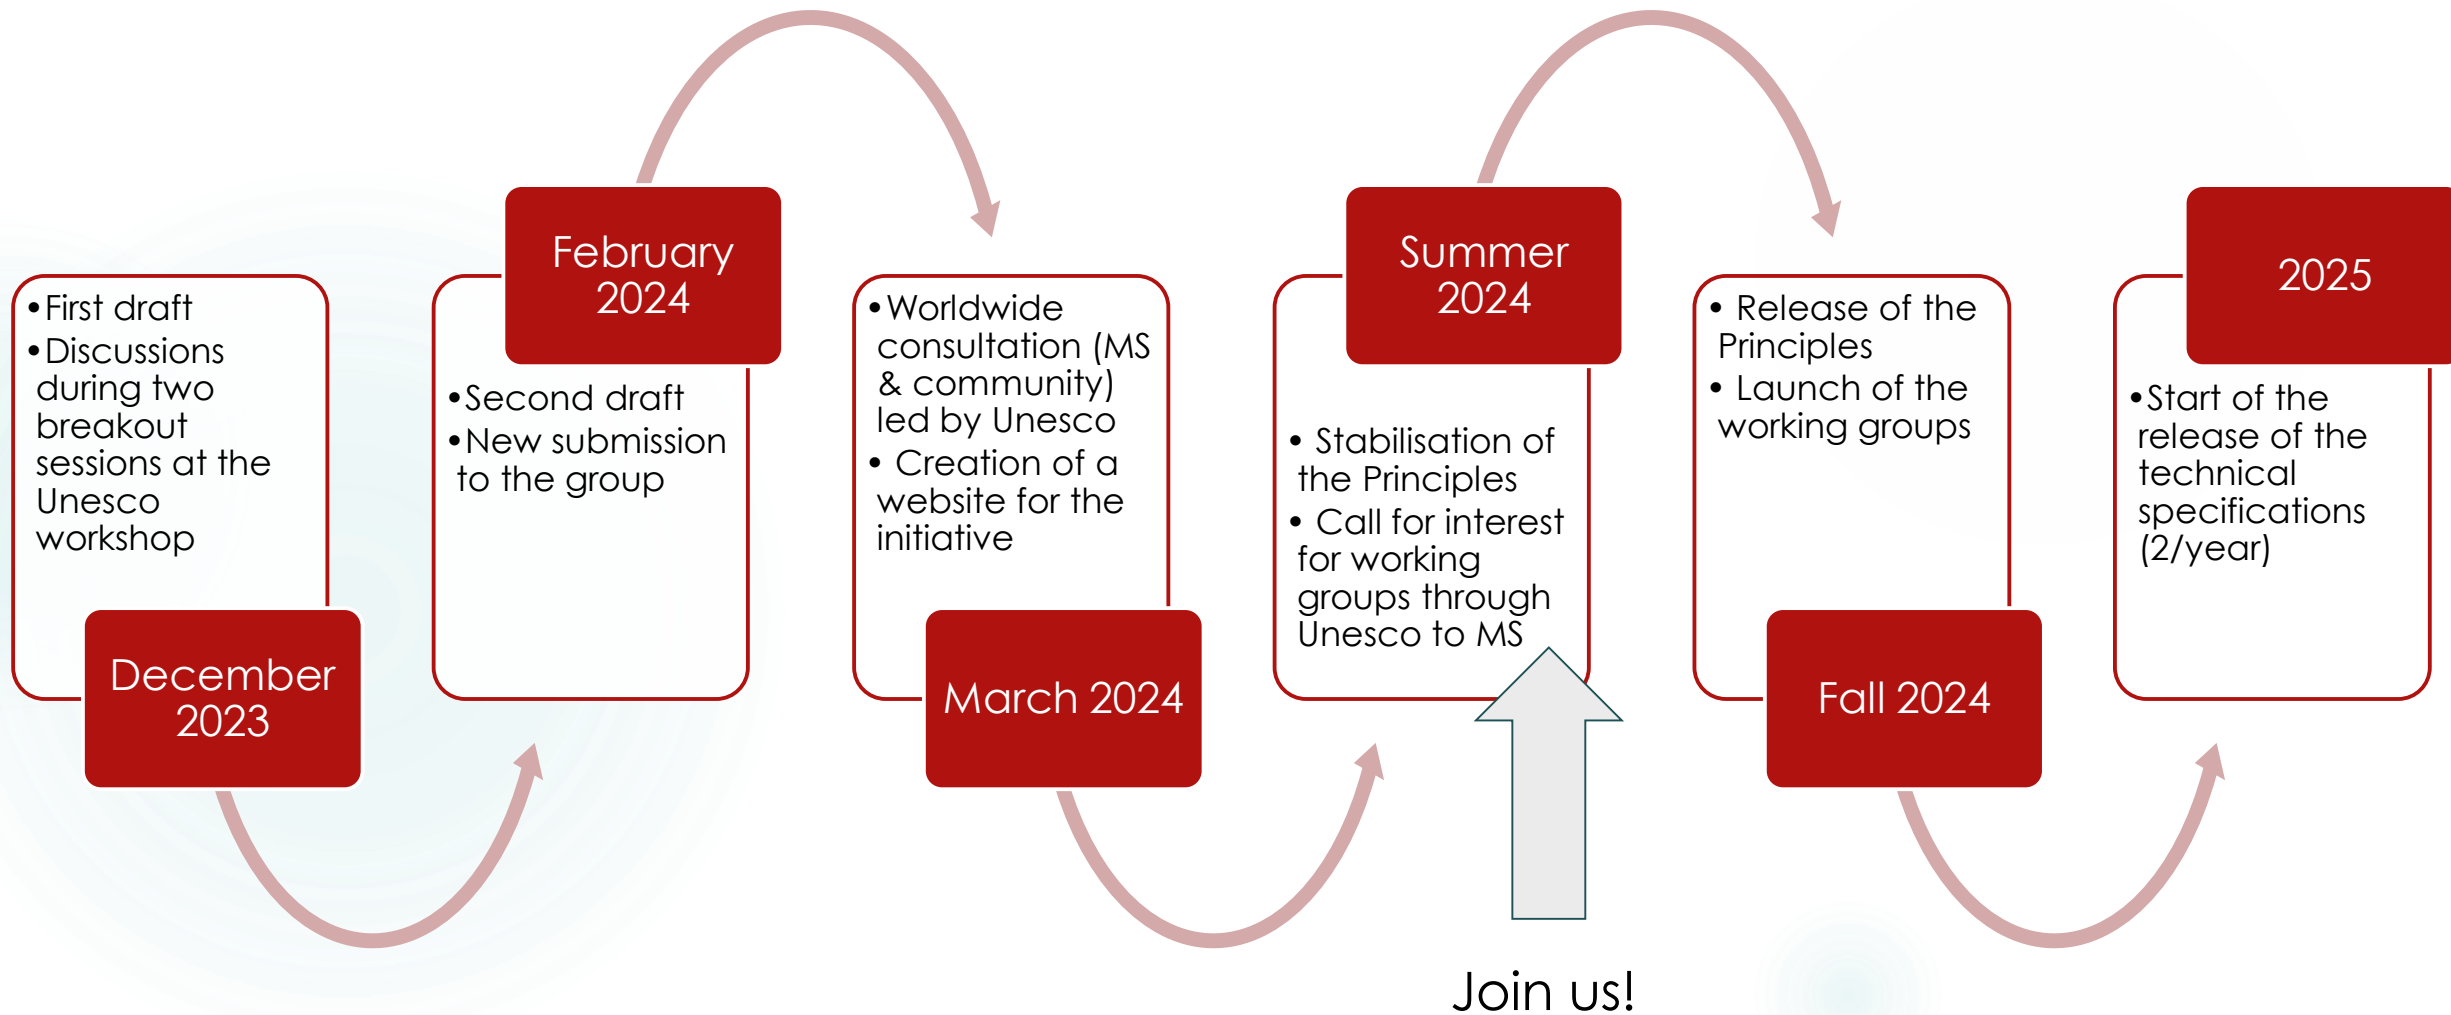 •First draft
•Discussions
during two
breakout
sessions at the
Unesco
workshop
December
2023
February
2024
•Second draft
•New submission
to the group
•Worldwide
consultation (MS
& community)
led by Unesco
• Creation of a
website for the
initiative
March 2024
Summer
2024
• Stabilisation of
the Principles
• Call for interest
for working
groups through
Unesco to MS
• Release of the
Principles
• Launch of the
working groups
Fall 2024
2025
•Start of the
release of the
technical
specifications
(2/year)
Join us!